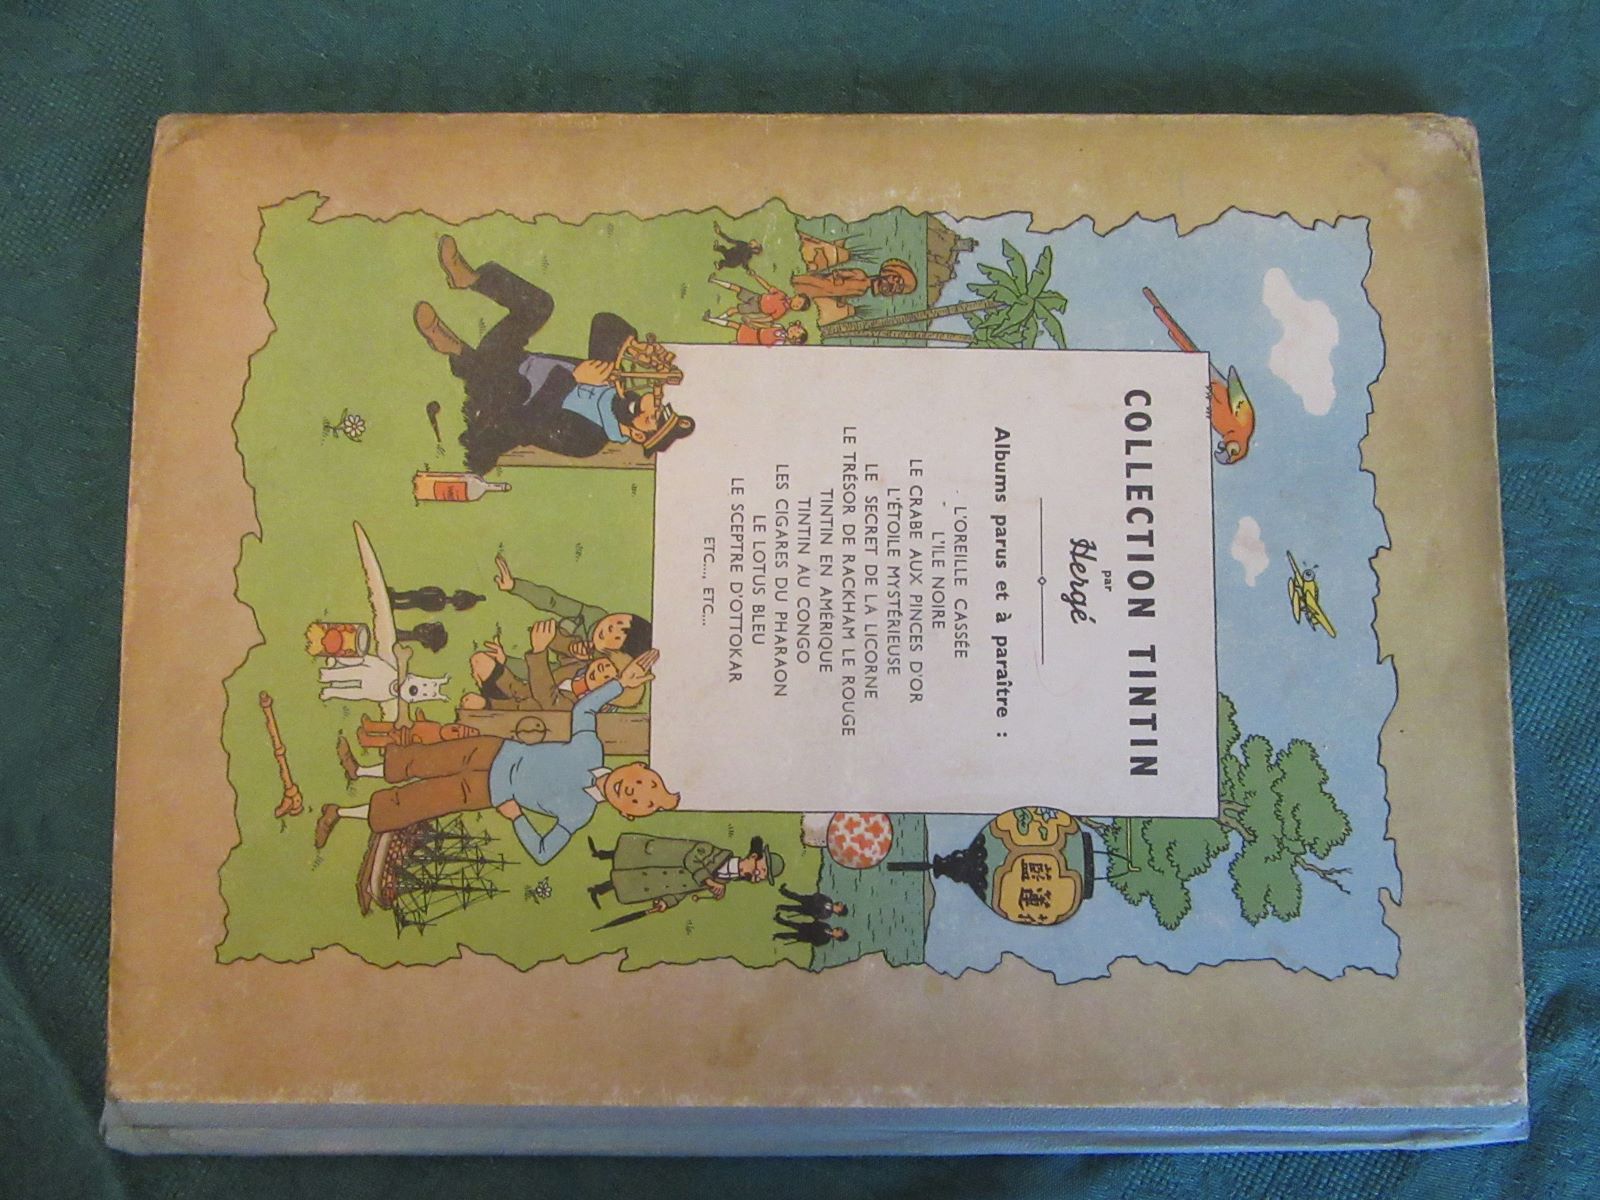 COLLECTION TINTIN
par
Hergé
Albums parus et à paraître :
L'OREILLE CASSÉE
L'ILE NOIRE
LE CRABE AUX PINCES D'OR
L'ÉTOILE MYSTÉRIEUSE
LE SECRET DE LA LICORNE
LE TRÉSOR DE RACKHAM LE ROUGE
TINTIN EN AMÉRIQUE
TINTIN AU CONGO
LES CIGARES DU PHARAON
LE LOTUS BLEU
LE SCEPTRE D'OTTOKAR
ETC..., ETC...